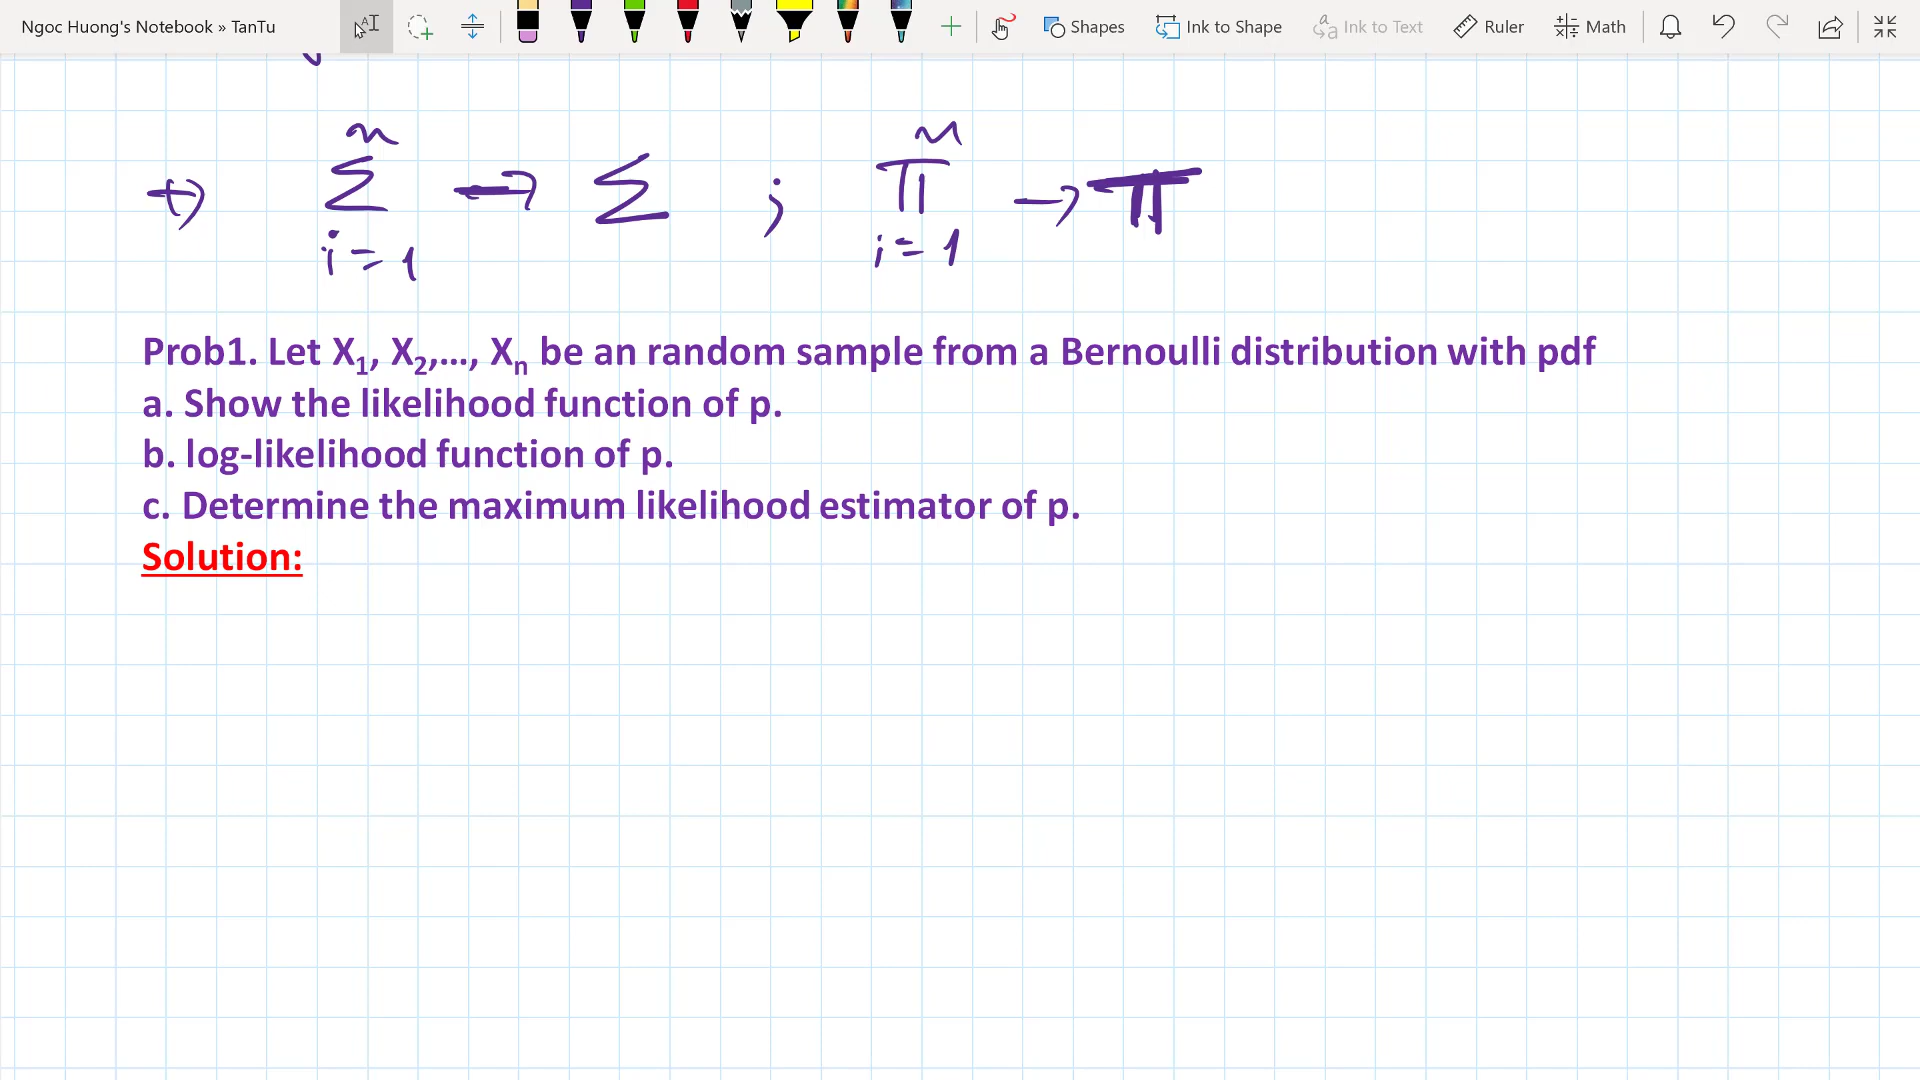 Ngoc Huong's Notebook » TanTu Shapes Ink to Shape Ink to Text Ruler Math
n n
→ Σ → Σ ; Π → Π
i = 1 i = 1
Prob1. Let X₁, X₂,..., Xₙ be an random sample from a Bernoulli distribution with pdf
a. Show the likelihood function of p.
b. log-likelihood function of p.
c. Determine the maximum likelihood estimator of p.
Solution: